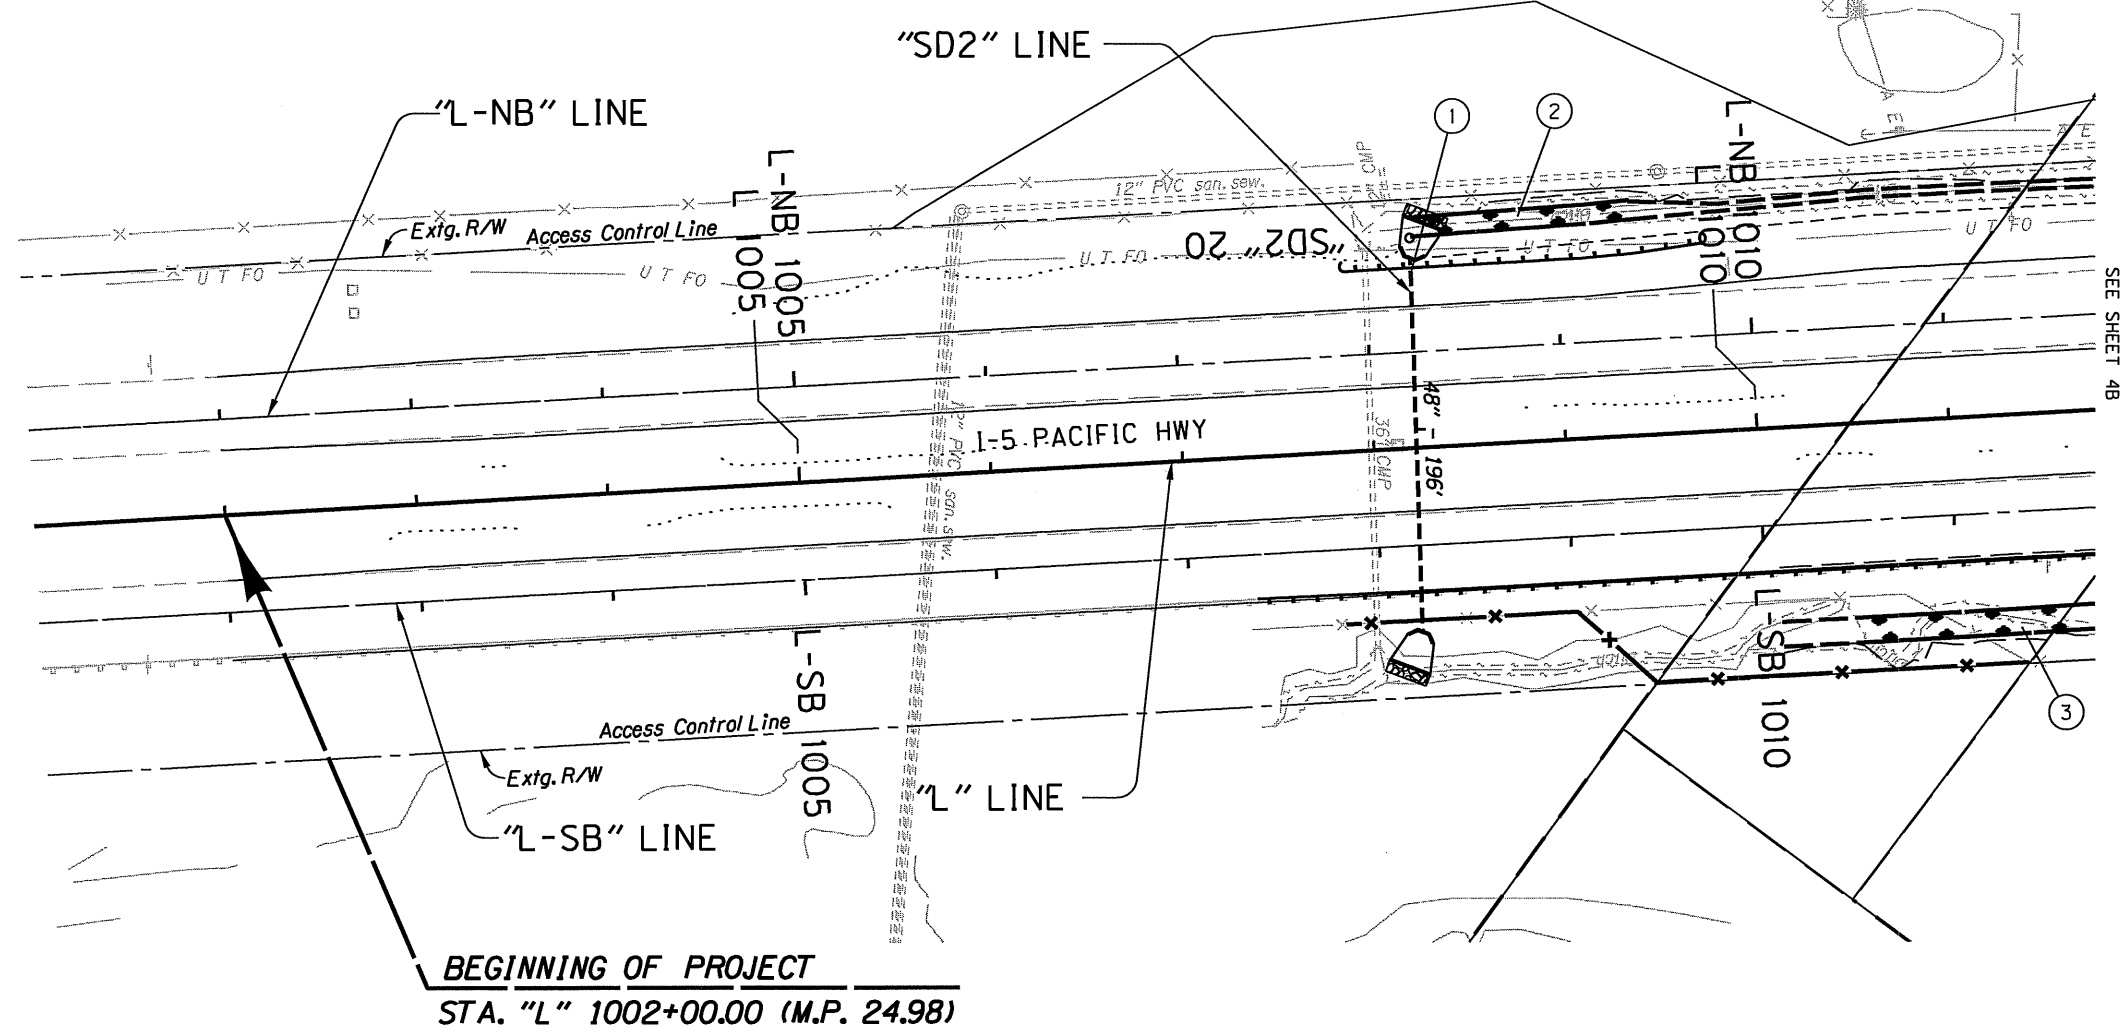 "SD2" LINE
"L-NB" LINE
1
2
L-NB 1010
L 1010
L-NB 1005
L 1005
12" PVC san. sew.
Extg. R/W
Access Control Line
"SD2" 20
U T FO
U T FO
U T FO
U T FO
U T FO
SEE SHEET 4B
48" - 196'
36" CMP
12" PVC san. sew.
I-5 PACIFIC HWY
L-SB 1005
L-SB 1010
3
Access Control Line
Extg. R/W
"L" LINE
"L-SB" LINE
BEGINNING OF PROJECT
STA. "L" 1002+00.00 (M.P. 24.98)